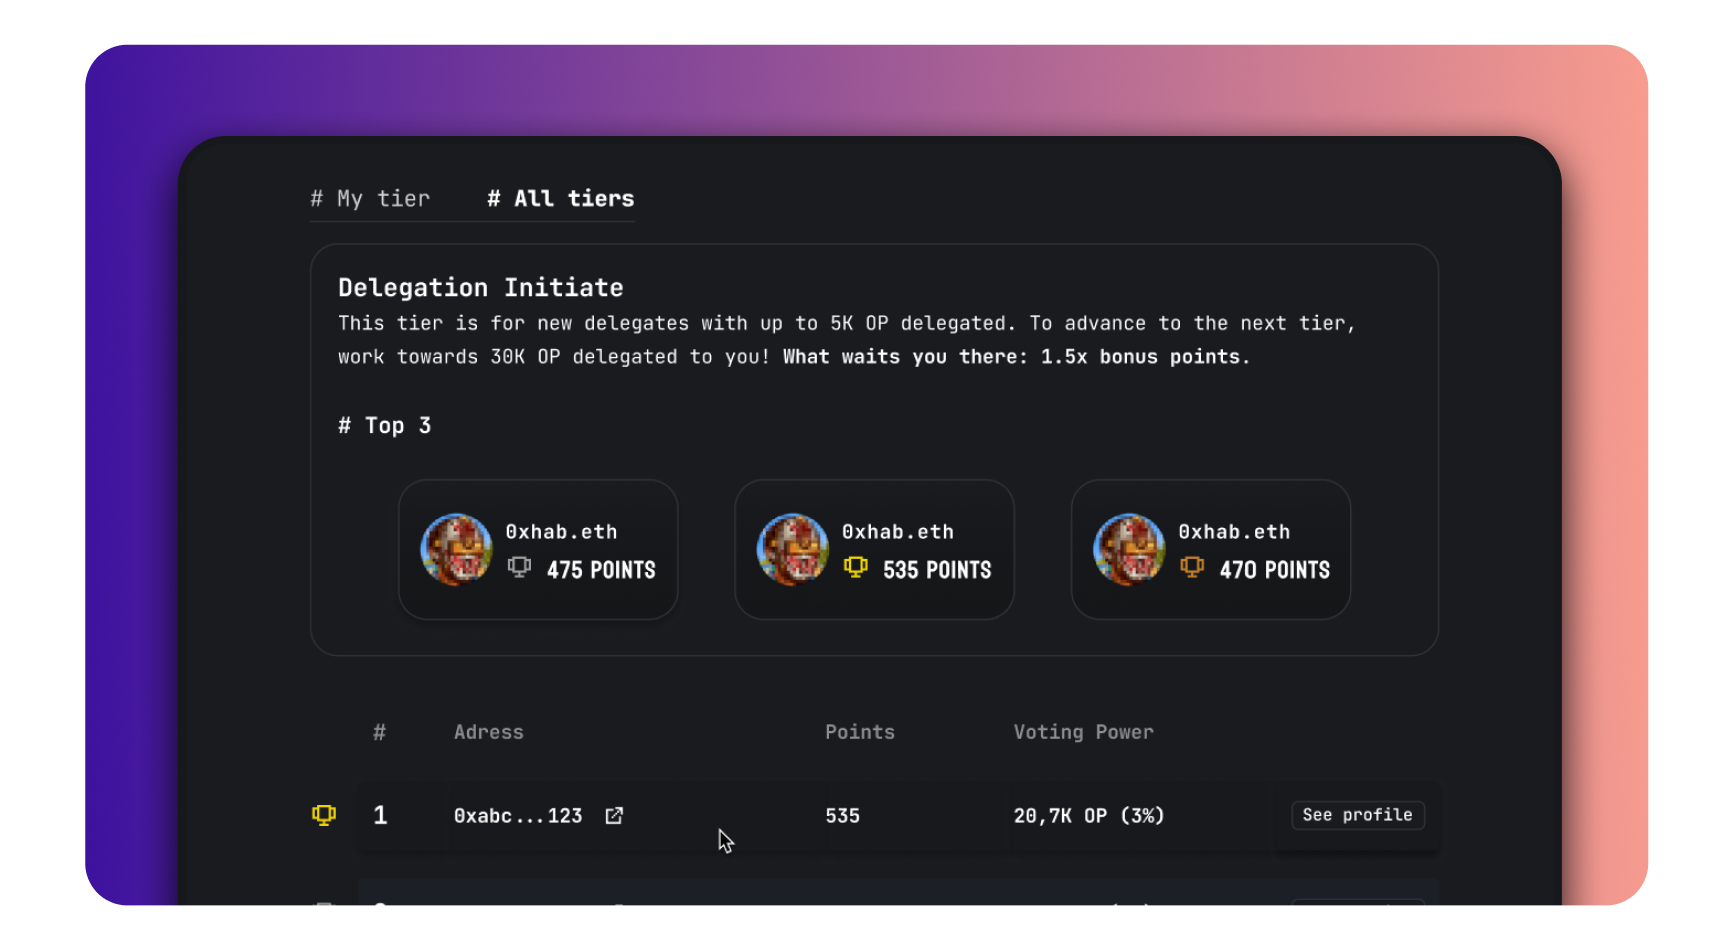 # My tier # All tiers
Delegation Initiate
This tier is for new delegates with up to 5K OP delegated. To advance to the next tier,
work towards 30K OP delegated to you! What waits you there: 1.5x bonus points.
# Top 3
0xhab.eth
475 POINTS
0xhab.eth
535 POINTS
0xhab.eth
470 POINTS
# Adress Points Voting Power
1 0xabc...123 535 20,7K OP (3%) See profile